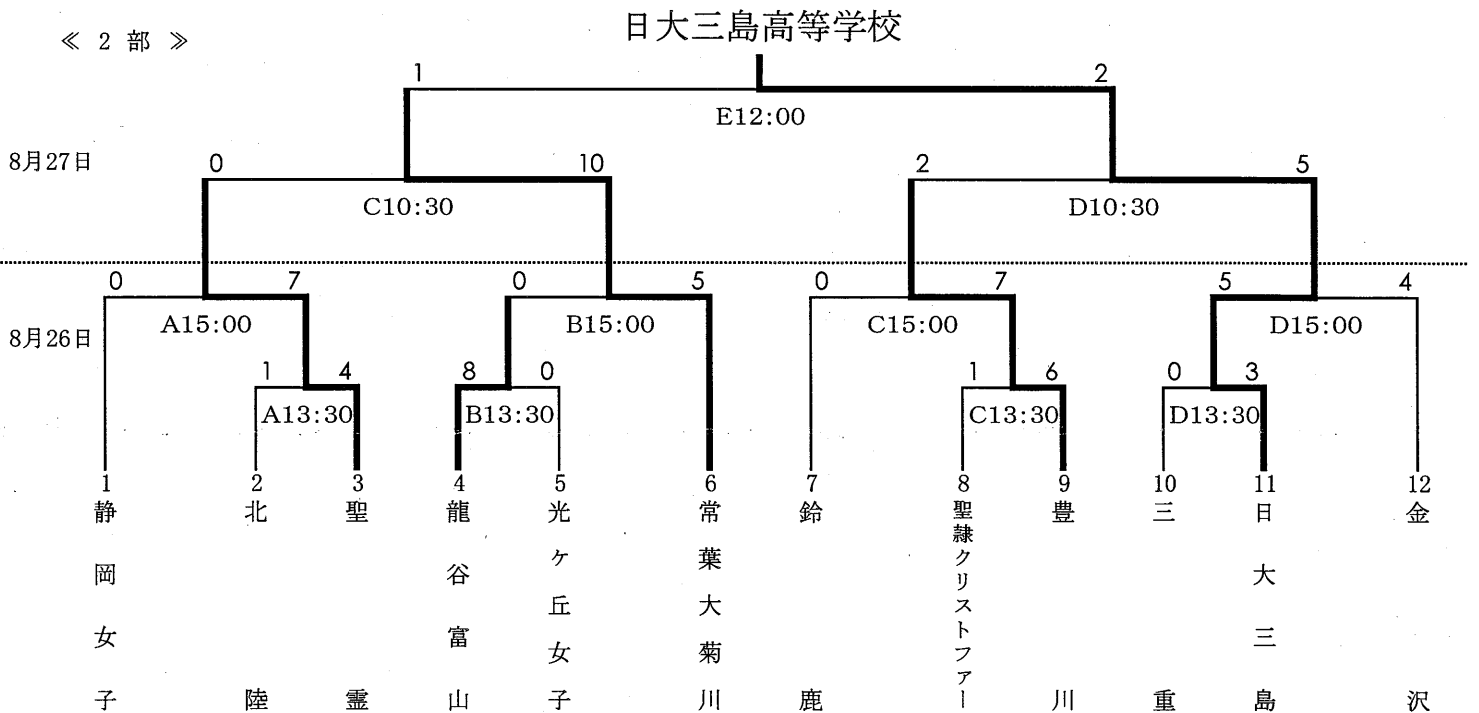 日大三島高等学校
≪ 2 部 ≫
1 2
E12:00
8月27日
0 10 2 5
C10:30 D10:30
0 7 0 5 0 7 5 4
A15:00 B15:00 C15:00 D15:00
8月26日
1 4 8 0 1 6 0 3
A13:30 B13:30 C13:30 D13:30
1 2 3 4 5 6 7 8 9 10 11 12
静岡女子
北陸
聖霊
龍谷富山
光ケ丘女子
常葉大菊川
鈴鹿
聖隷クリストファー
豊川
三重
日大三島
金沢